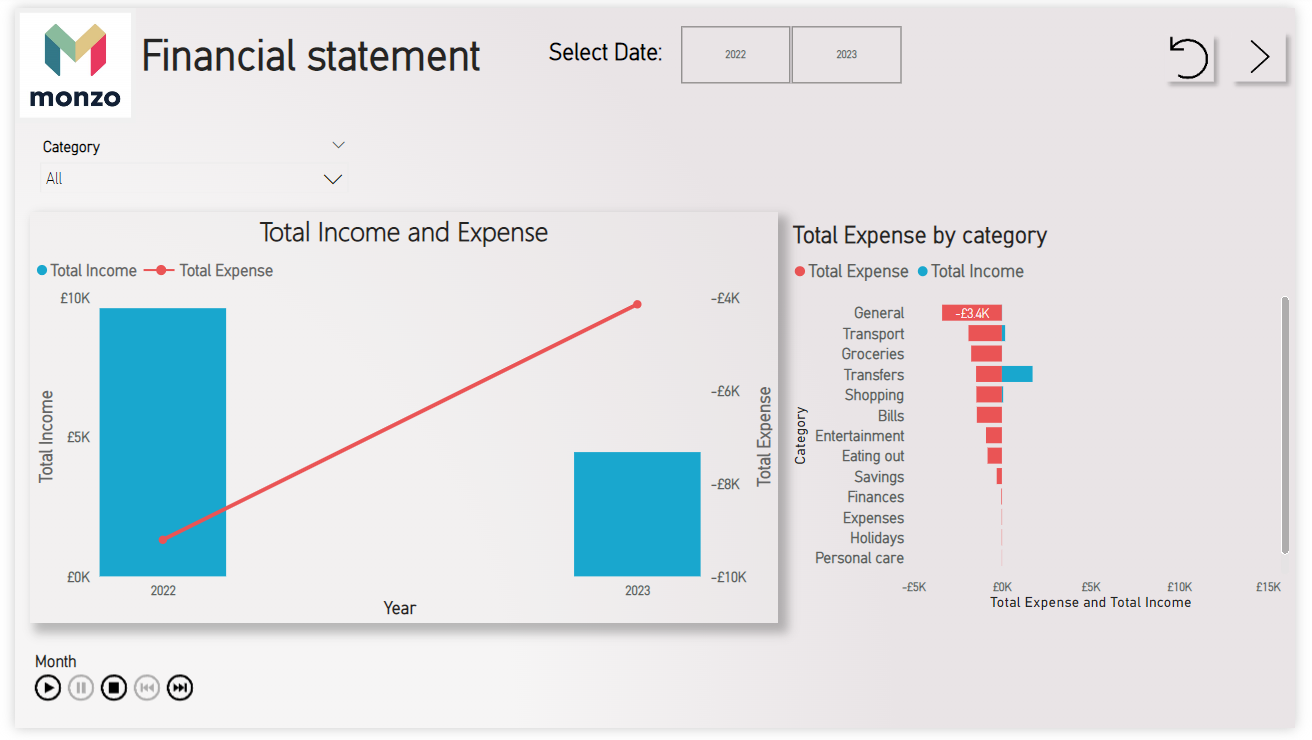 monzo
Financial statement
Select Date:
2022
2023
Category
All
Total Income and Expense
Total Income
Total Expense
£10K
£5K
£0K
Total Income
-£4K
-£6K
-£8K
-£10K
Total Expense
2022
2023
Year
Total Expense by category
Total Expense
Total Income
Category
General
-£3.4K
Transport
Groceries
Transfers
Shopping
Bills
Entertainment
Eating out
Savings
Finances
Expenses
Holidays
Personal care
-£5K
£0K
£5K
£10K
£15K
Total Expense and Total Income
Month